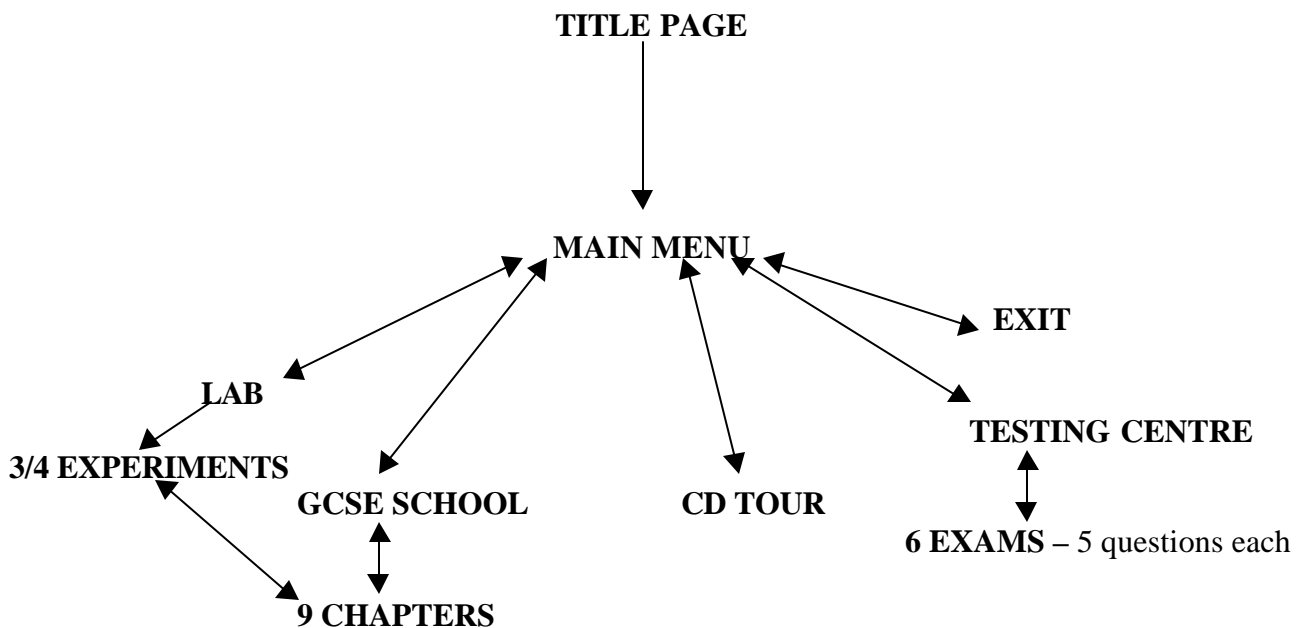 TITLE PAGE
MAIN MENU
EXIT
LAB
TESTING CENTRE
3/4 EXPERIMENTS
GCSE SCHOOL
CD TOUR
6 EXAMS – 5 questions each
9 CHAPTERS